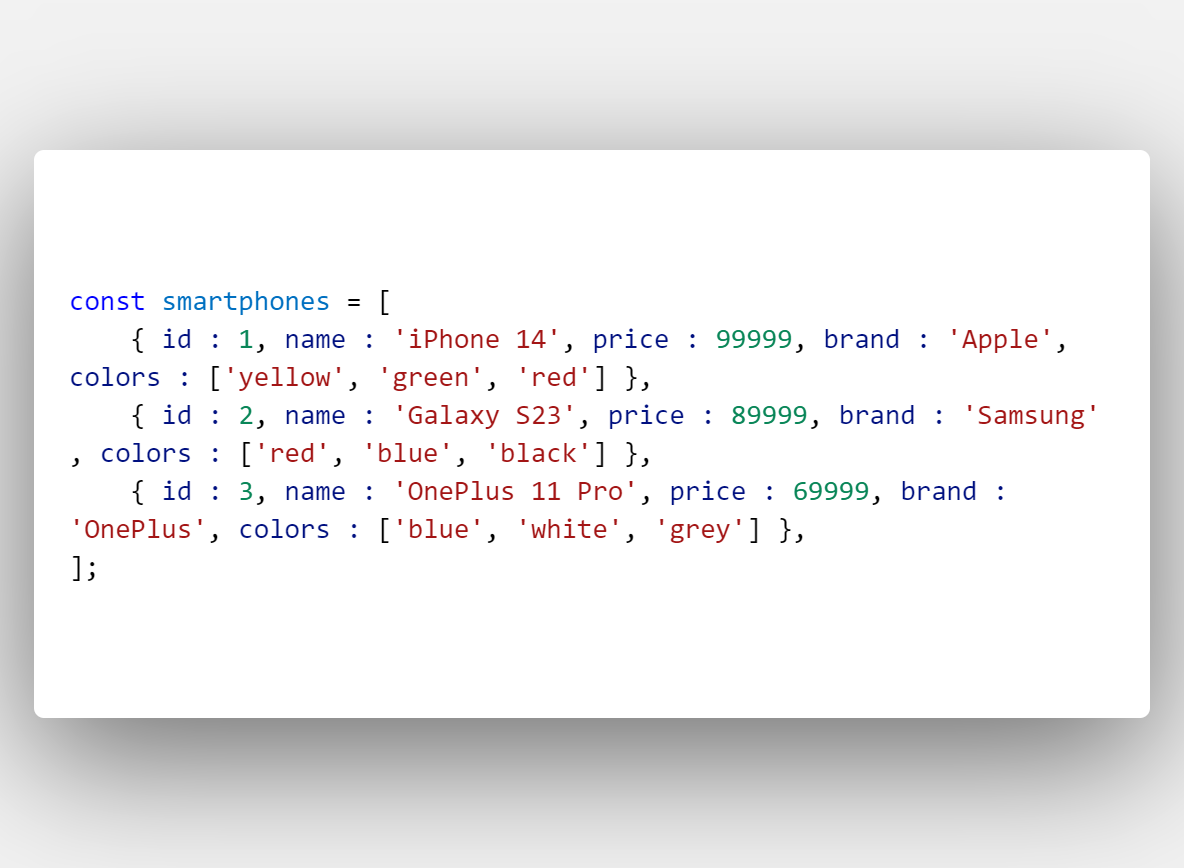 const smartphones = [
    { id : 1, name : 'iPhone 14', price : 99999, brand : 'Apple',
colors : ['yellow', 'green', 'red'] },
    { id : 2, name : 'Galaxy S23', price : 89999, brand : 'Samsung'
, colors : ['red', 'blue', 'black'] },
    { id : 3, name : 'OnePlus 11 Pro', price : 69999, brand :
'OnePlus', colors : ['blue', 'white', 'grey'] },
];